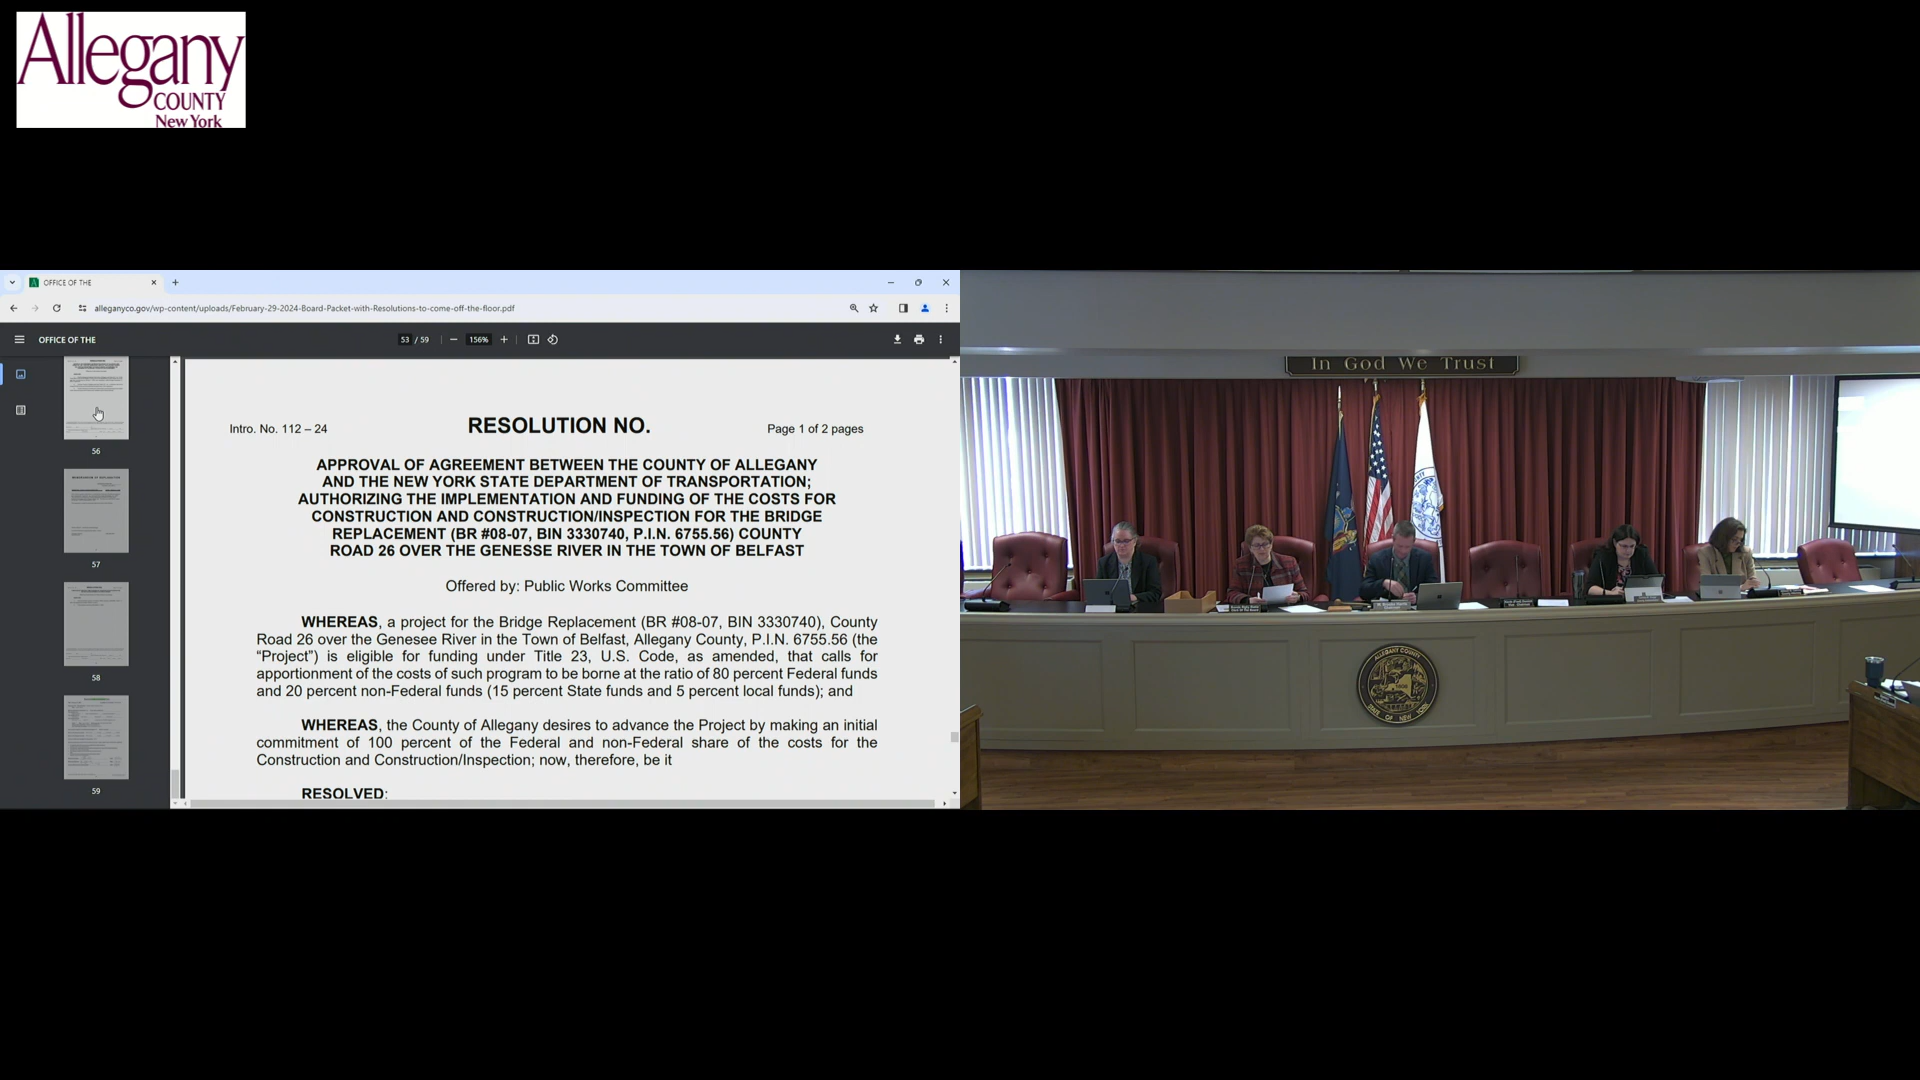 Allegany
COUNTY
New York
OFFICE OF THE
alleganyco.gov/wp-content/uploads/February-29-2024-Board-Packet-with-Resolutions-to-come-off-the-floor.pdf
OFFICE OF THE
53 / 59
156%
56
57
58
59
Intro. No. 112 – 24
RESOLUTION NO.
Page 1 of 2 pages
APPROVAL OF AGREEMENT BETWEEN THE COUNTY OF ALLEGANY
AND THE NEW YORK STATE DEPARTMENT OF TRANSPORTATION;
AUTHORIZING THE IMPLEMENTATION AND FUNDING OF THE COSTS FOR
CONSTRUCTION AND CONSTRUCTION/INSPECTION FOR THE BRIDGE
REPLACEMENT (BR #08-07, BIN 3330740, P.I.N. 6755.56) COUNTY
ROAD 26 OVER THE GENESSE RIVER IN THE TOWN OF BELFAST
Offered by: Public Works Committee
WHEREAS, a project for the Bridge Replacement (BR #08-07, BIN 3330740), County
Road 26 over the Genesee River in the Town of Belfast, Allegany County, P.I.N. 6755.56 (the
“Project”) is eligible for funding under Title 23, U.S. Code, as amended, that calls for
apportionment of the costs of such program to be borne at the ratio of 80 percent Federal funds
and 20 percent non-Federal funds (15 percent State funds and 5 percent local funds); and
WHEREAS, the County of Allegany desires to advance the Project by making an initial
commitment of 100 percent of the Federal and non-Federal share of the costs for the
Construction and Construction/Inspection; now, therefore, be it
RESOLVED:
In God We Trust
ALLEGANY COUNTY
STATE OF NEW YORK